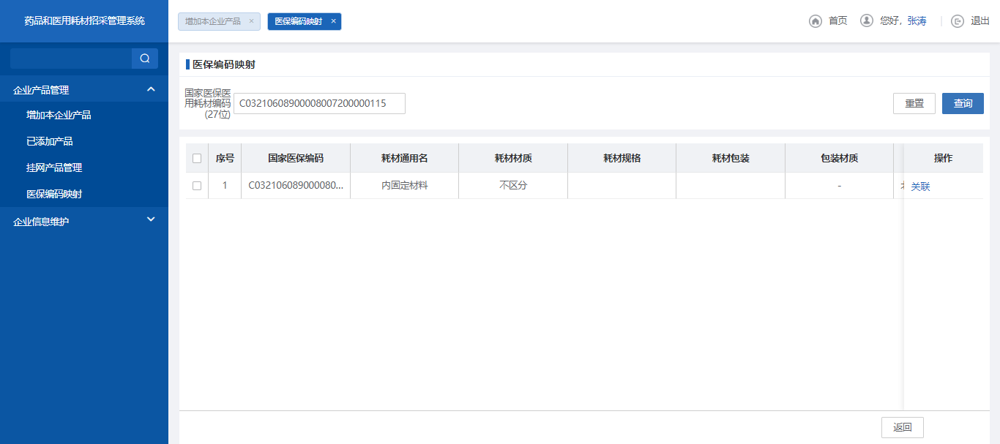 药品和医用耗材招采管理系统
增加本企业产品 ×
医保编码映射 ×
首页
您好，张涛
退出
企业产品管理
增加本企业产品
已添加产品
挂网产品管理
医保编码映射
企业信息维护
医保编码映射
国家医保医
用耗材编码
(27位)
C03210608900008007200000115
重置
查询
序号 国家医保编码 耗材通用名 耗材材质 耗材规格 耗材包装 包装材质 操作
1 C032106089000080... 内固定材料 不区分 - 关联
返回